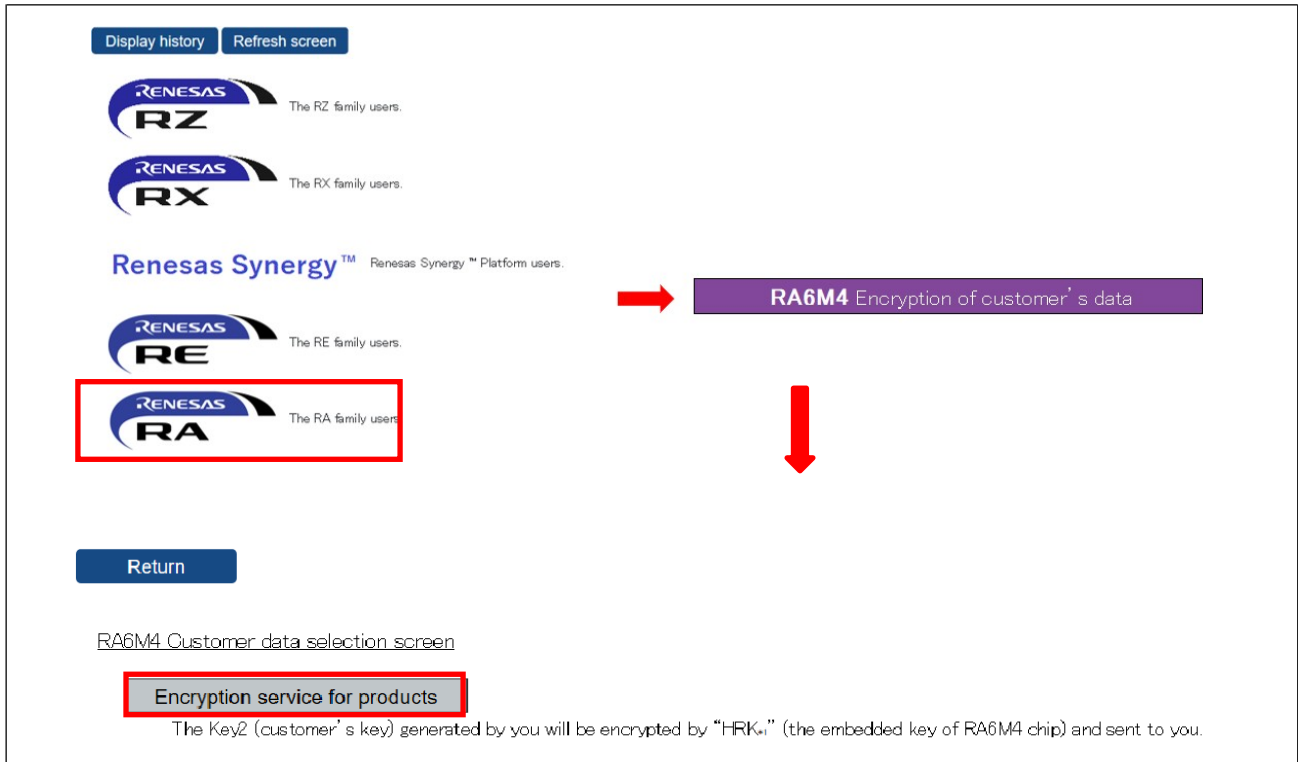 Display history Refresh screen
RENESAS
RZ
The RZ family users.
RENESAS
RX
The RX family users.
Renesas Synergy™ Renesas Synergy ™ Platform users.
RA6M4 Encryption of customer's data
RENESAS
RE
The RE family users.
RENESAS
RA
The RA family users
Return
RA6M4 Customer data selection screen
Encryption service for products
The Key2 (customer's key) generated by you will be encrypted by “HRK*1” (the embedded key of RA6M4 chip) and sent to you.